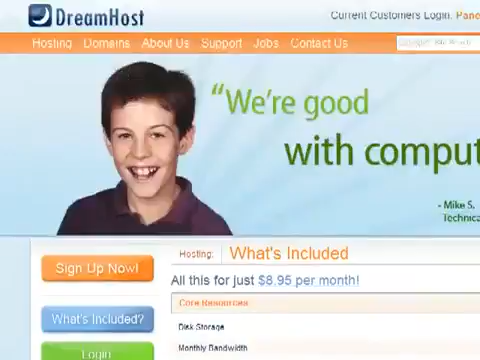 DreamHost
Current Customers Login. Pane
Hosting Domains About Us Support Jobs Contact Us
“We're good
with comput
- Mike S.
Technica
Sign Up Now!
Hosting: What's Included
All this for just $8.95 per month!
Core Resources
What's Included?
Disk Storage
Monthly Bandwidth
Login